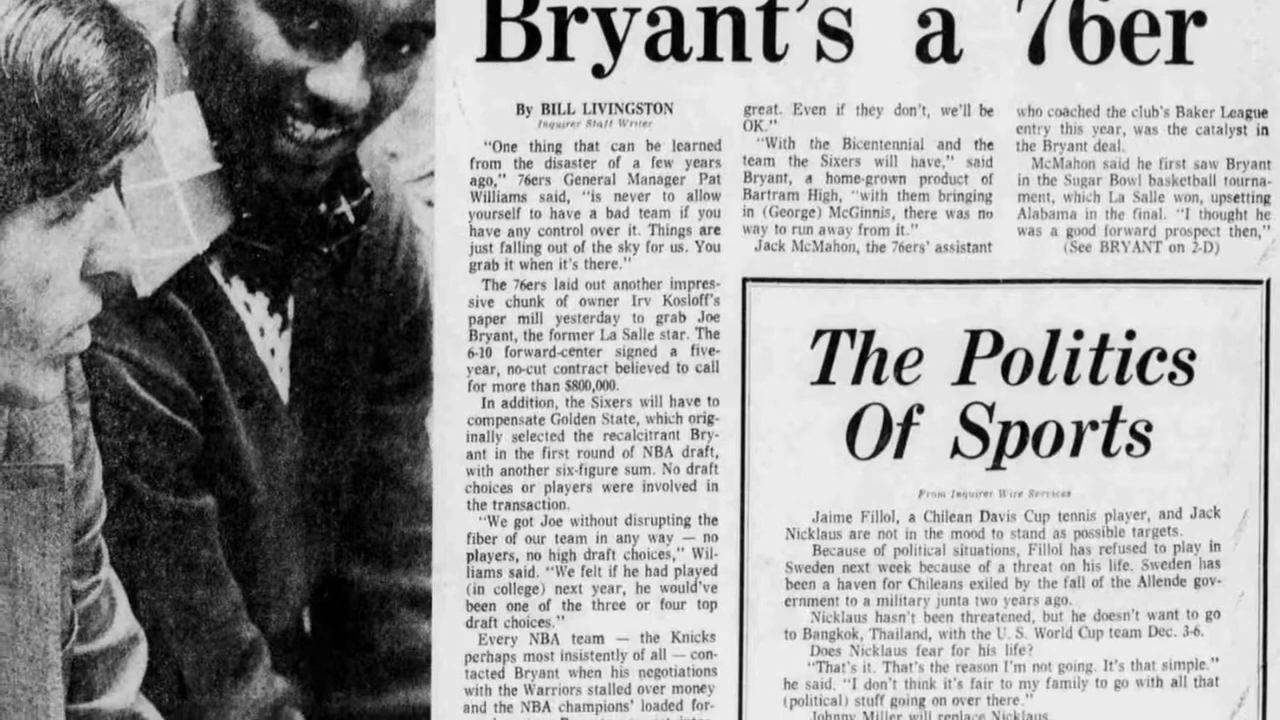 Bryant's a 76er
By BILL LIVINGSTON
Inquirer Staff Writer
"One thing that can be learned
from the disaster of a few years
ago," 76ers General Manager Pat
Williams said, "is never to allow
yourself to have a bad team if you
have any control over it. Things are
just falling out of the sky for us. You
grab it when it's there."
The 76ers laid out another impres-
sive chunk of owner Irv Kosloff's
paper mill yesterday to grab Joe
Bryant, the former La Salle star. The
6-10 forward-center signed a five-
year, no-cut contract believed to call
for more than $800,000.
In addition, the Sixers will have to
compensate Golden State, which orig-
inally selected the recalcitrant Bry-
ant in the first round of NBA draft,
with another six-figure sum. No draft
choices or players were involved in
the transaction.
"We got Joe without disrupting the
fiber of our team in any way — no
players, no high draft choices," Wil-
liams said. "We felt if he had played
(in college) next year, he would've
been one of the three or four top
draft choices."
Every NBA team — the Knicks
perhaps most insistently of all — con-
tacted Bryant when his negotiations
with the Warriors stalled over money
and the NBA champions' loaded for-
great. Even if they don't, we'll be
OK."
"With the Bicentennial and the
team the Sixers will have," said
Bryant, a home-grown product of
Bartram High, "with them bringing
in (George) McGinnis, there was no
way to run away from it."
Jack McMahon, the 76ers' assistant
who coached the club's Baker League
entry this year, was the catalyst in
the Bryant deal.
McMahon said he first saw Bryant
in the Sugar Bowl basketball tourna-
ment, which La Salle won, upsetting
Alabama in the final. "I thought he
was a good forward prospect then,"
(See BRYANT on 2-D)
The Politics
Of Sports
From Inquirer Wire Services
Jaime Fillol, a Chilean Davis Cup tennis player, and Jack
Nicklaus are not in the mood to stand as possible targets.
Because of political situations, Fillol has refused to play in
Sweden next week because of a threat on his life. Sweden has
been a haven for Chileans exiled by the fall of the Allende gov-
ernment to a military junta two years ago.
Nicklaus hasn't been threatened, but he doesn't want to go
to Bangkok, Thailand, with the U. S. World Cup team Dec. 3-6.
Does Nicklaus fear for his life?
"That's it. That's the reason I'm not going. It's that simple."
he said. "I don't think it's fair to my family to go with all that
(political) stuff going on over there."
Johnny Miller will replace Nicklaus.